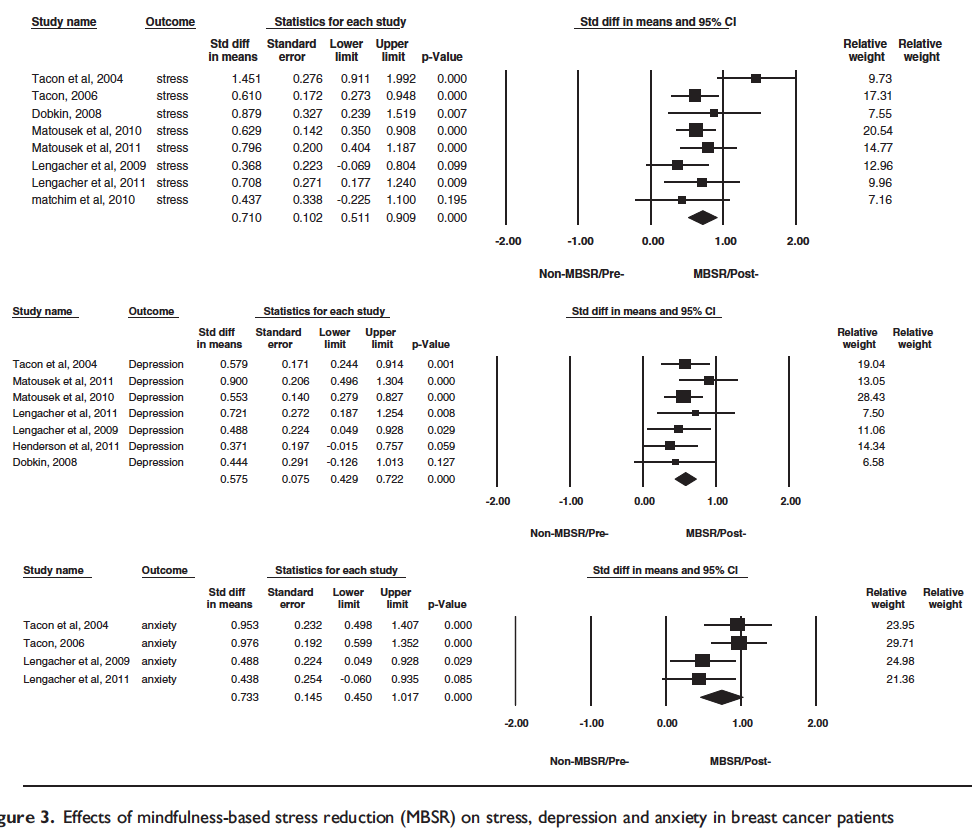 Study name Outcome Statistics for each study Std diff in means and 95% CI
Std diff in means Standard error Lower limit Upper limit p-Value Relative weight Relative weight
Tacon et al, 2004 stress 1.451 0.276 0.911 1.992 0.000 9.73
Tacon, 2006 stress 0.610 0.172 0.273 0.948 0.000 17.31
Dobkin, 2008 stress 0.879 0.327 0.239 1.519 0.007 7.55
Matousek et al, 2010 stress 0.629 0.142 0.350 0.908 0.000 20.54
Matousek et al, 2011 stress 0.796 0.200 0.404 1.187 0.000 14.77
Lengacher et al, 2009 stress 0.368 0.223 -0.069 0.804 0.099 12.96
Lengacher et al, 2011 stress 0.708 0.271 0.177 1.240 0.009 9.96
matchim et al, 2010 stress 0.437 0.338 -0.225 1.100 0.195 7.16
0.710 0.102 0.511 0.909 0.000
-2.00 -1.00 0.00 1.00 2.00
Non-MBSR/Pre- MBSR/Post-
Study name Outcome Statistics for each study Std diff in means and 95% CI
Std diff in means Standard error Lower limit Upper limit p-Value Relative weight Relative weight
Tacon et al, 2004 Depression 0.579 0.171 0.244 0.914 0.001 19.04
Matousek et al, 2011 Depression 0.900 0.206 0.496 1.304 0.000 13.05
Matousek et al, 2010 Depression 0.553 0.140 0.279 0.827 0.000 28.43
Lengacher et al, 2011 Depression 0.721 0.272 0.187 1.254 0.008 7.50
Lengacher et al, 2009 Depression 0.488 0.224 0.049 0.928 0.029 11.06
Henderson et al, 2011 Depression 0.371 0.197 -0.015 0.757 0.059 14.34
Dobkin, 2008 Depression 0.444 0.291 -0.126 1.013 0.127 6.58
0.575 0.075 0.429 0.722 0.000
-2.00 -1.00 0.00 1.00 2.00
Non-MBSR/Pre- MBSR/Post-
Study name Outcome Statistics for each study Std diff in means and 95% CI
Std diff in means Standard error Lower limit Upper limit p-Value Relative weight Relative weight
Tacon et al, 2004 anxiety 0.953 0.232 0.498 1.407 0.000 23.95
Tacon, 2006 anxiety 0.976 0.192 0.599 1.352 0.000 29.71
Lengacher et al, 2009 anxiety 0.488 0.224 0.049 0.928 0.029 24.98
Lengacher et al, 2011 anxiety 0.438 0.254 -0.060 0.935 0.085 21.36
0.733 0.145 0.450 1.017 0.000
-2.00 -1.00 0.00 1.00 2.00
Non-MBSR/Pre- MBSR/Post-
gure 3. Effects of mindfulness-based stress reduction (MBSR) on stress, depression and anxiety in breast cancer patients